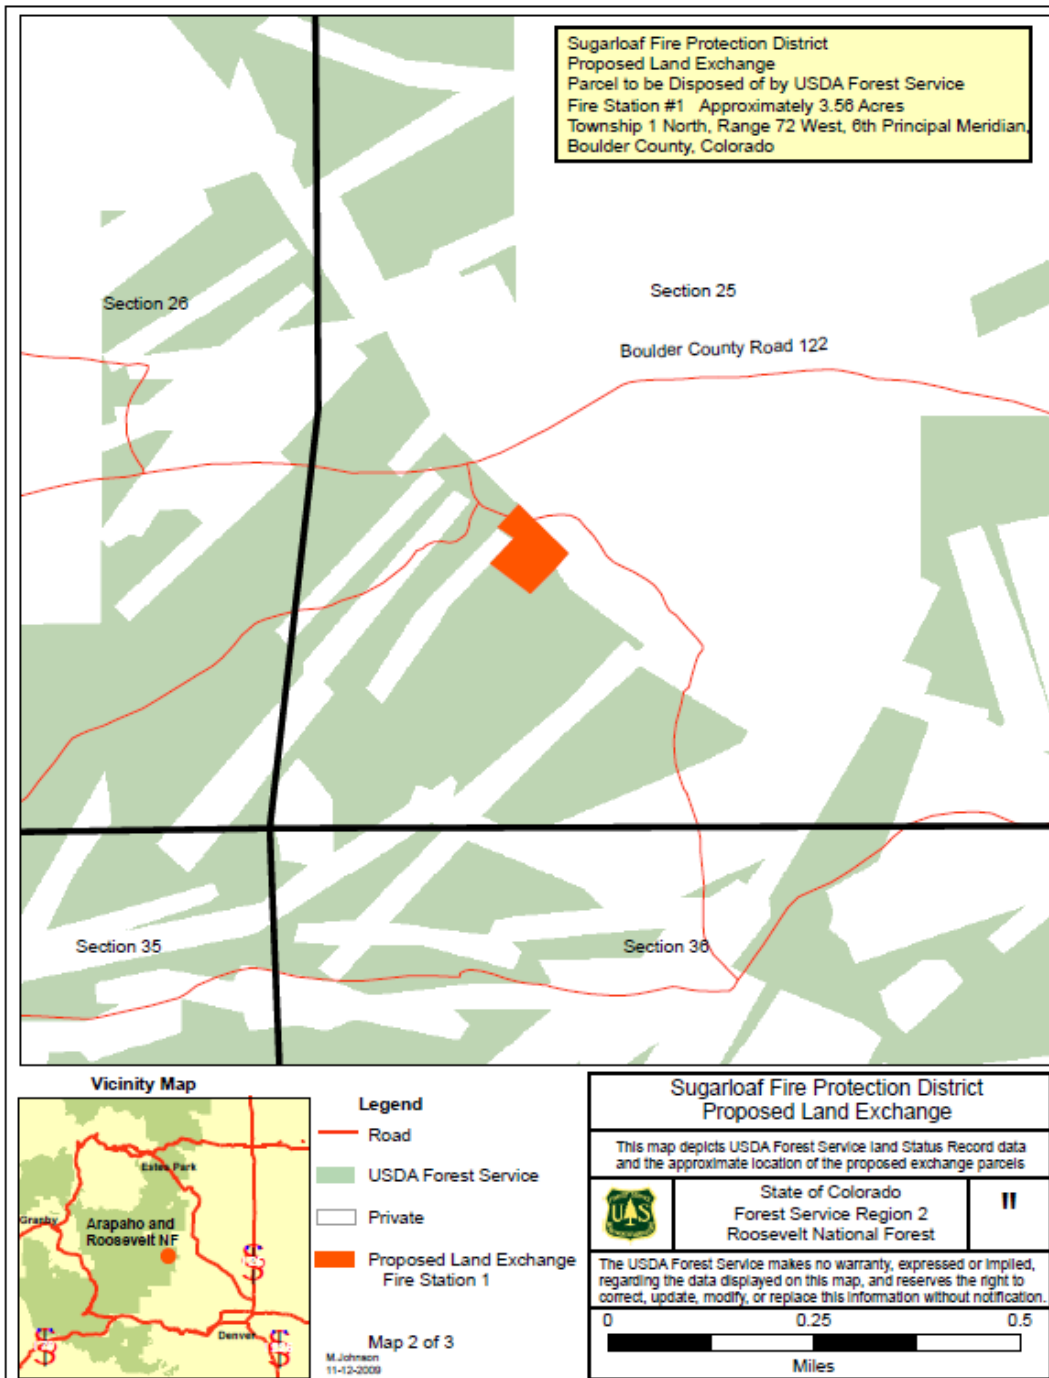 Sugarloaf Fire Protection District
Proposed Land Exchange
Parcel to be Disposed of by USDA Forest Service
Fire Station #1 Approximately 3.56 Acres
Township 1 North, Range 72 West, 6th Principal Meridian,
Boulder County, Colorado
Section 26
Section 25
Boulder County Road 122
Section 35
Section 36
Vicinity Map
Estes Park
Granby
Arapaho and
Roosevelt NF
Denver
Legend
Road
USDA Forest Service
Private
Proposed Land Exchange
Fire Station 1
Map 2 of 3
M.Johnson
11-12-2009
Sugarloaf Fire Protection District
Proposed Land Exchange
This map depicts USDA Forest Service land Status Record data
and the approximate location of the proposed exchange parcels
UAS
State of Colorado
Forest Service Region 2
Roosevelt National Forest
"
The USDA Forest Service makes no warranty, expressed or implied,
regarding the data displayed on this map, and reserves the right to
correct, update, modify, or replace this information without notification.
0 0.25 0.5
Miles